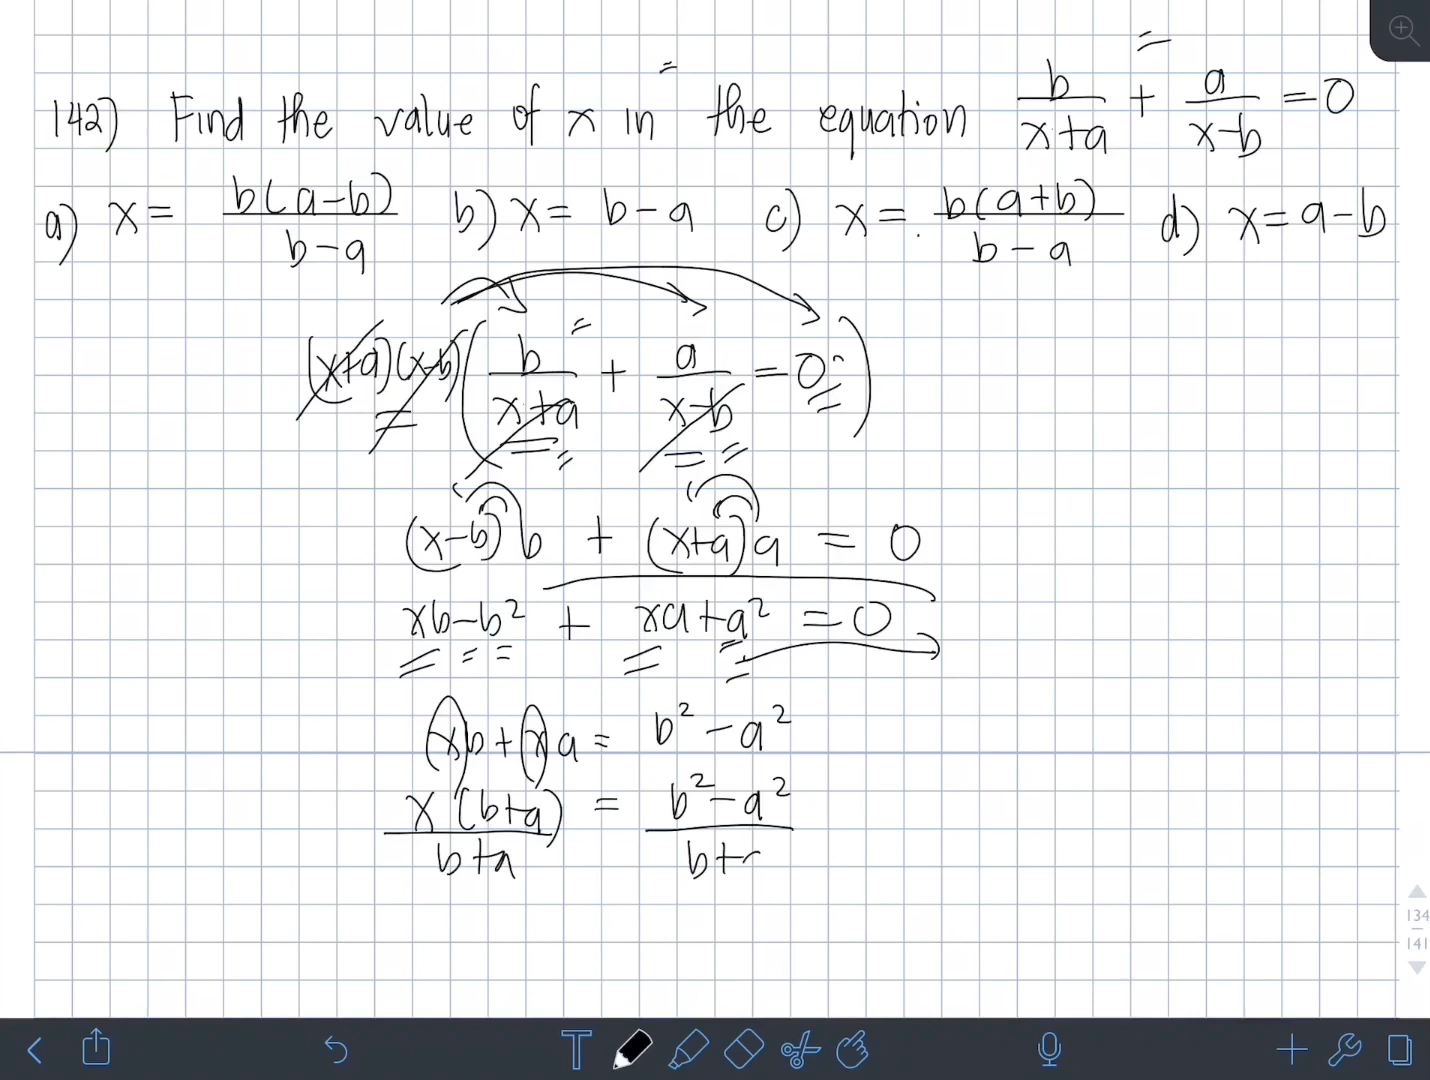 142) Find the value of x in the equation b/(x+a) + a/(x-b) = 0
a) x = b(a-b)/(b-a) b) x = b-a c) x = b(a+b)/(b-a) d) x = a-b
(x+a)(x-b)(b/(x+a) + a/(x-b) = 0)
(x-b)b + (x+a)a = 0
xb-b² + xa+a² = 0
xb+xa = b²-a²
x(b+a)/(b+a) = (b²-a²)/(b+
134
141
T